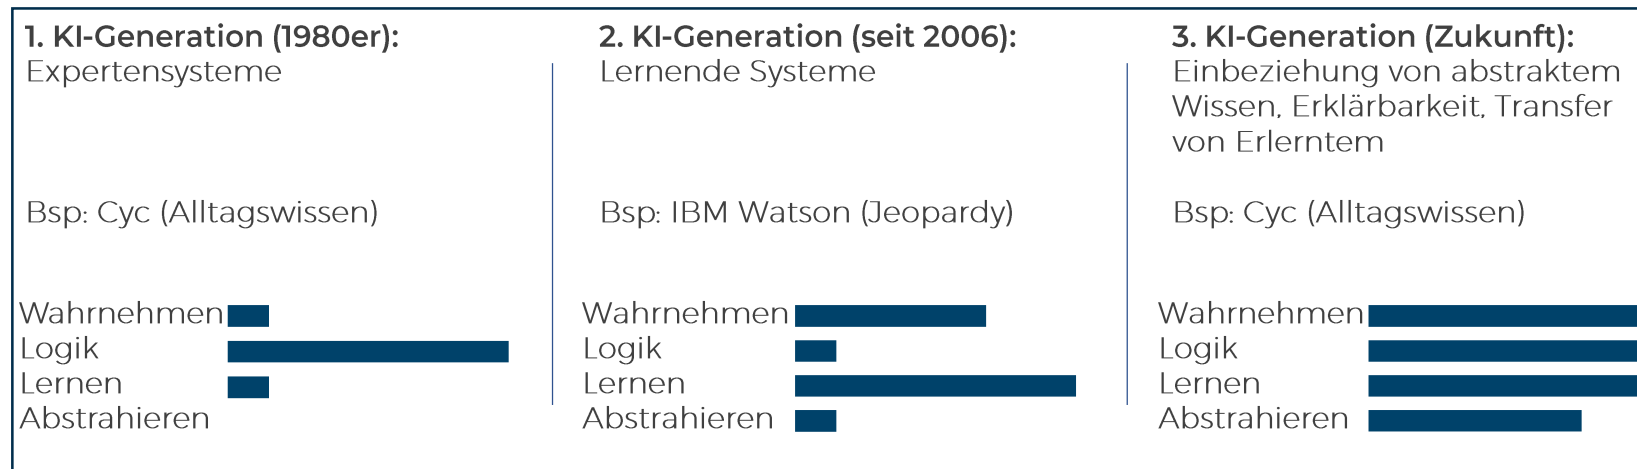 1. KI-Generation (1980er):
Expertensysteme
Bsp: Cyc (Alltagswissen)
Wahrnehmen
Logik
Lernen
Abstrahieren
2. KI-Generation (seit 2006):
Lernende Systeme
Bsp: IBM Watson (Jeopardy)
Wahrnehmen
Logik
Lernen
Abstrahieren
3. KI-Generation (Zukunft):
Einbeziehung von abstraktem
Wissen, Erklärbarkeit, Transfer
von Erlerntem
Bsp: Cyc (Alltagswissen)
Wahrnehmen
Logik
Lernen
Abstrahieren